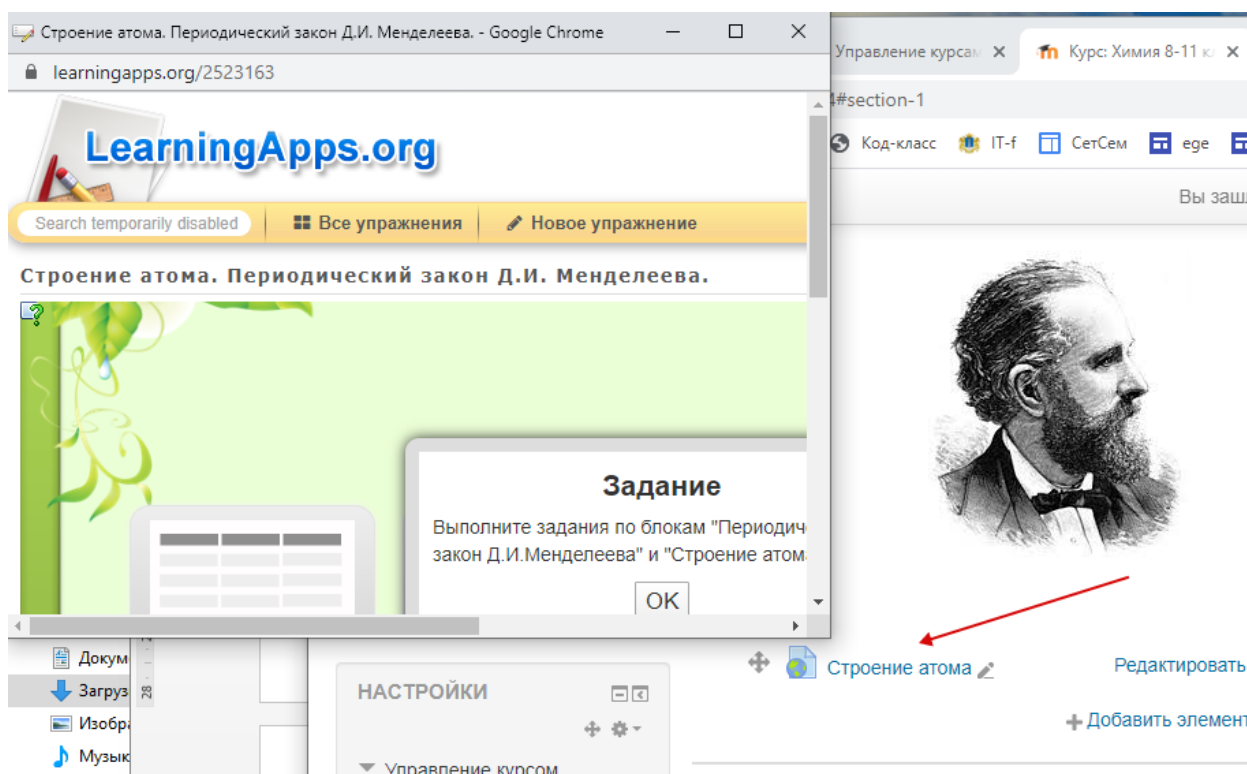 Строение атома. Периодический закон Д.И. Менделеева. - Google Chrome
learningapps.org/2523163
LearningApps.org
Search temporarily disabled
Все упражнения
Новое упражнение
Строение атома. Периодический закон Д.И. Менделеева.
Задание
Выполните задания по блокам "Периодич
закон Д.И.Менделеева" и "Строение атом
OK
Управление курсам
Курс: Химия 8-11 к
#section-1
Код-класс
IT-f
СетСем
ege
Вы заш
Строение атома
Редактировать
Добавить элемент
Докум
Загруз
Изобра
Музык
28
НАСТРОЙКИ
Управление курсом